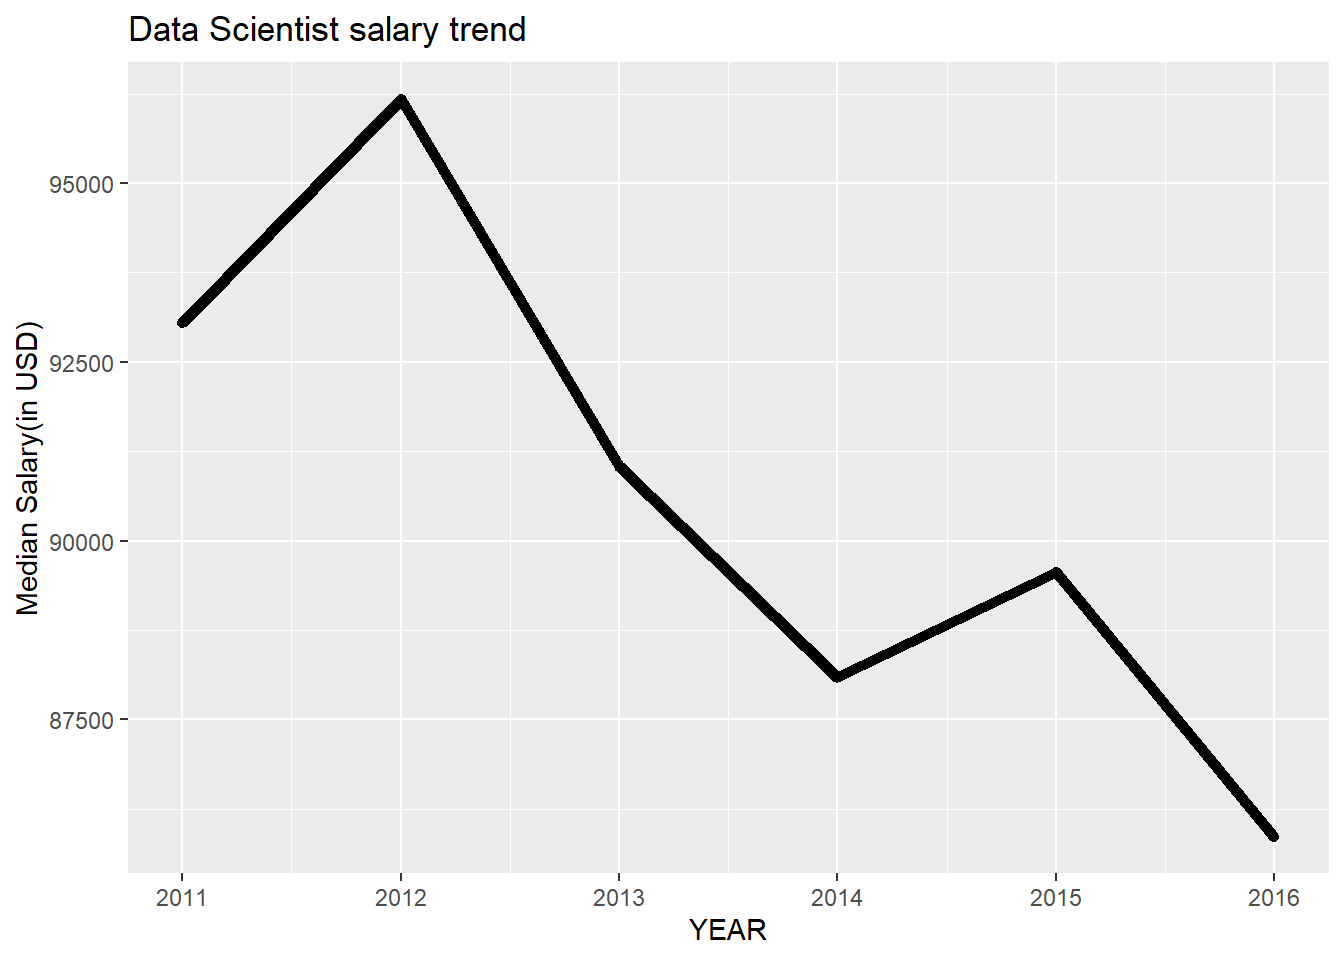 Data Scientist salary trend
Median Salary(in USD)
95000
92500
90000
87500
2011 2012 2013 2014 2015 2016
YEAR